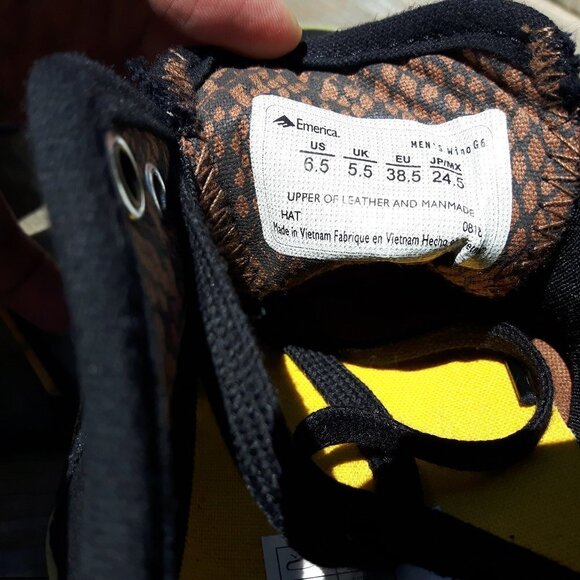 Emerica.
MEN'S Wino G6
US UK EU JP/MX
6.5 5.5 38.5 24.5
UPPER OF LEATHER AND MANMADE
HAT 0818
Made in Vietnam Fabrique en Vietnam Hecho